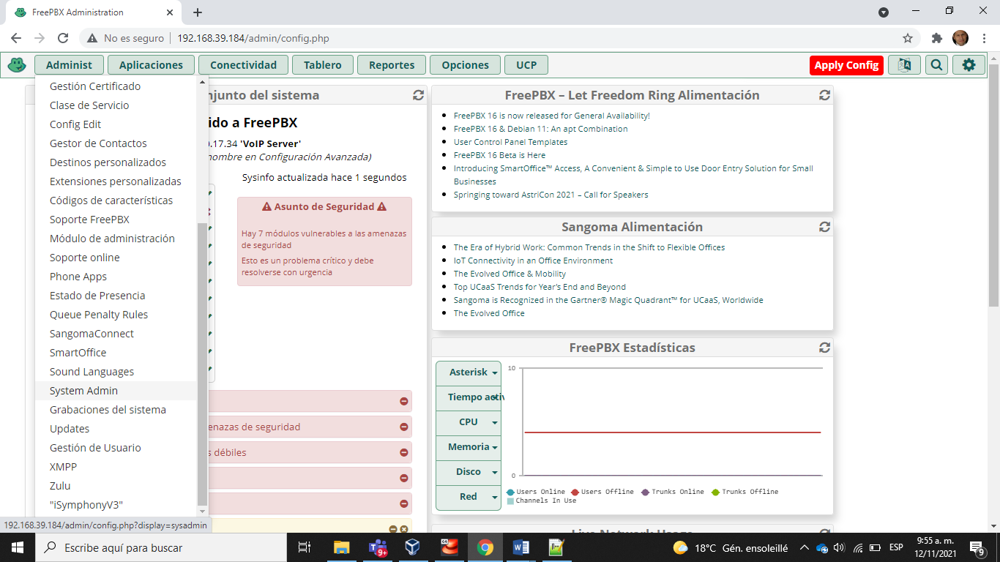 FreePBX Administration
No es seguro
192.168.39.184/admin/config.php
Administ
Aplicaciones
Conectividad
Tablero
Reportes
Opciones
UCP
Apply Config
Gestión Certificado
Clase de Servicio
Config Edit
Gestor de Contactos
Destinos personalizados
Extensiones personalizadas
Códigos de características
Soporte FreePBX
Módulo de administración
Soporte online
Phone Apps
Estado de Presencia
Queue Penalty Rules
SangomaConnect
SmartOffice
Sound Languages
System Admin
Grabaciones del sistema
Updates
Gestión de Usuario
XMPP
Zulu
"iSymphonyV3"
192.168.39.184/admin/config.php?display=sysadmin
njunto del sistema
ido a FreePBX
.17.34 'VoIP Server'
nombre en Configuración Avanzada)
Sysinfo actualizada hace 1 segundos
Asunto de Seguridad
Hay 7 módulos vulnerables a las amenazas
de seguridad
Esto es un problema crítico y debe
resolverse con urgencia
enazas de seguridad
s débiles
FreePBX – Let Freedom Ring Alimentación
FreePBX 16 is now released for General Availability!
FreePBX 16 & Debian 11: An apt Combination
User Control Panel Templates
FreePBX 16 Beta is Here
Introducing SmartOffice™ Access, A Convenient & Simple to Use Door Entry Solution for Small
Businesses
Springing toward AstriCon 2021 – Call for Speakers
Sangoma Alimentación
The Era of Hybrid Work: Common Trends in the Shift to Flexible Offices
IoT Connectivity in an Office Environment
The Evolved Office & Mobility
Top UCaaS Trends for Year's End and Beyond
Sangoma is Recognized in the Gartner® Magic Quadrant™ for UCaaS, Worldwide
The Evolved Office
FreePBX Estadísticas
Asterisk
Tiempo activ
CPU
Memoria
Disco
Red
10
0
Users Online
Users Offline
Trunks Online
Trunks Offline
Channels In Use
Live Network Usage
Escribe aquí para buscar
9+
64
18°C Gén. ensoleillé
ESP
9:55 a. m.
12/11/2021
9